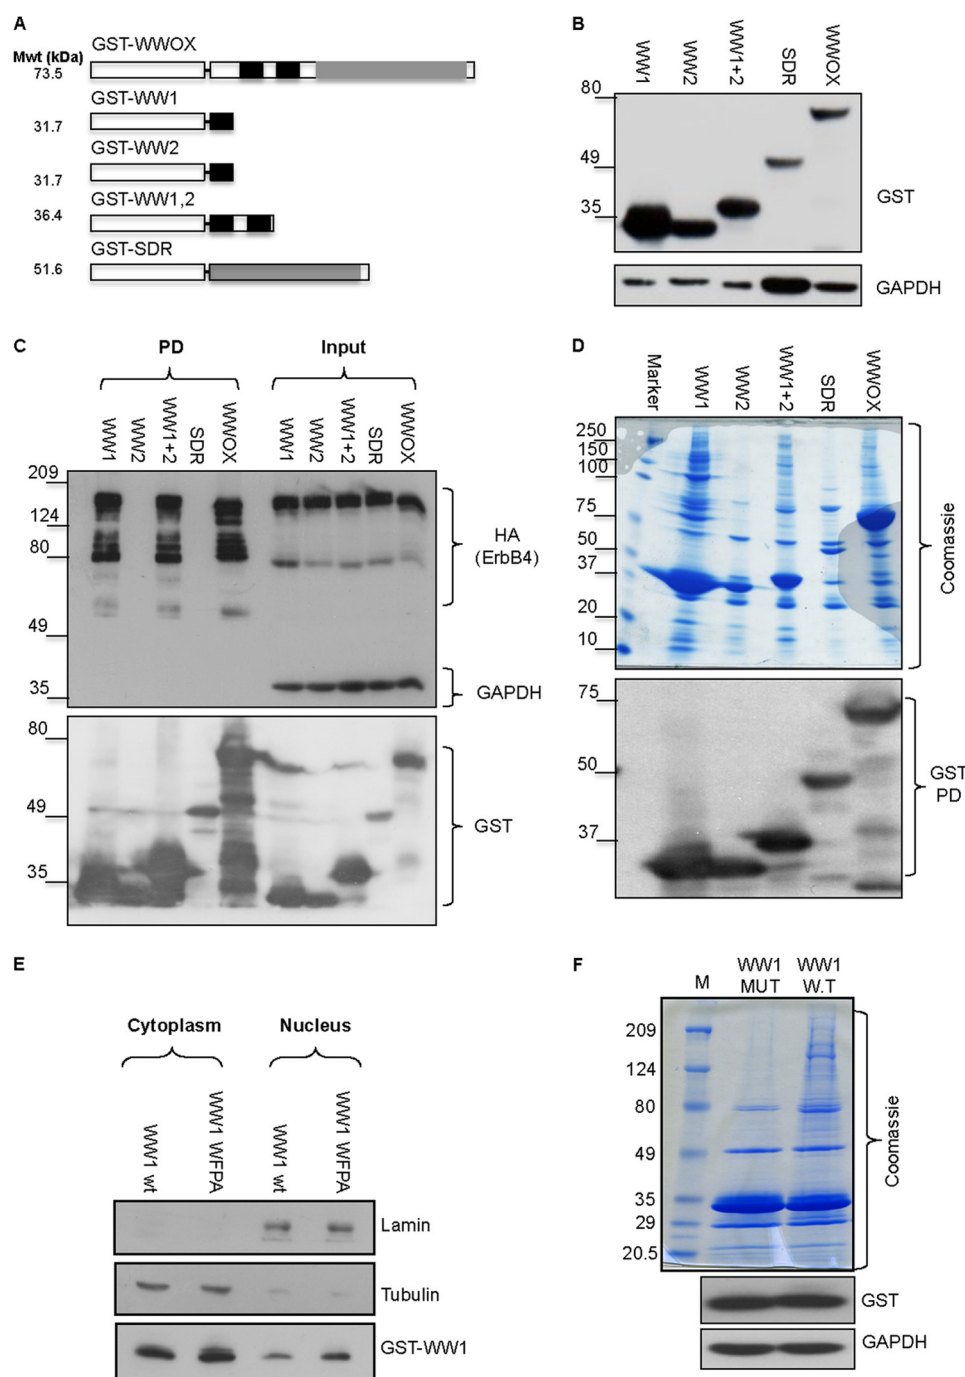 A
GST-WWOX
Mwt (kDa)
73.5
GST-WW1
31.7
GST-WW2
31.7
GST-WW1,2
36.4
GST-SDR
51.6
B
WW1
WW2
WW1+2
SDR
WWOX
80
49
35
GST
GAPDH
C
PD
Input
WW1
WW2
WW1+2
SDR
WWOX
WW1
WW2
WW1+2
SDR
WWOX
209
124
80
49
35
HA
(ErbB4)
GAPDH
80
49
35
GST
D
Marker
WW1
WW2
WW1+2
SDR
WWOX
250
150
100
75
50
37
20
10
Coomassie
75
50
37
GST
PD
E
Cytoplasm
Nucleus
WW1 wt
WW1 WFPA
WW1 wt
WW1 WFPA
Lamin
Tubulin
GST-WW1
F
M
WW1
MUT
WW1
W.T
209
124
80
49
35
29
20.5
Coomassie
GST
GAPDH